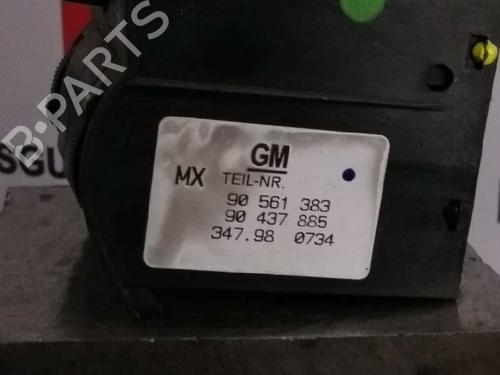 B-PARTS
GM
MX TEIL-NR.
90 561 383
90 437 885
347.98 0734